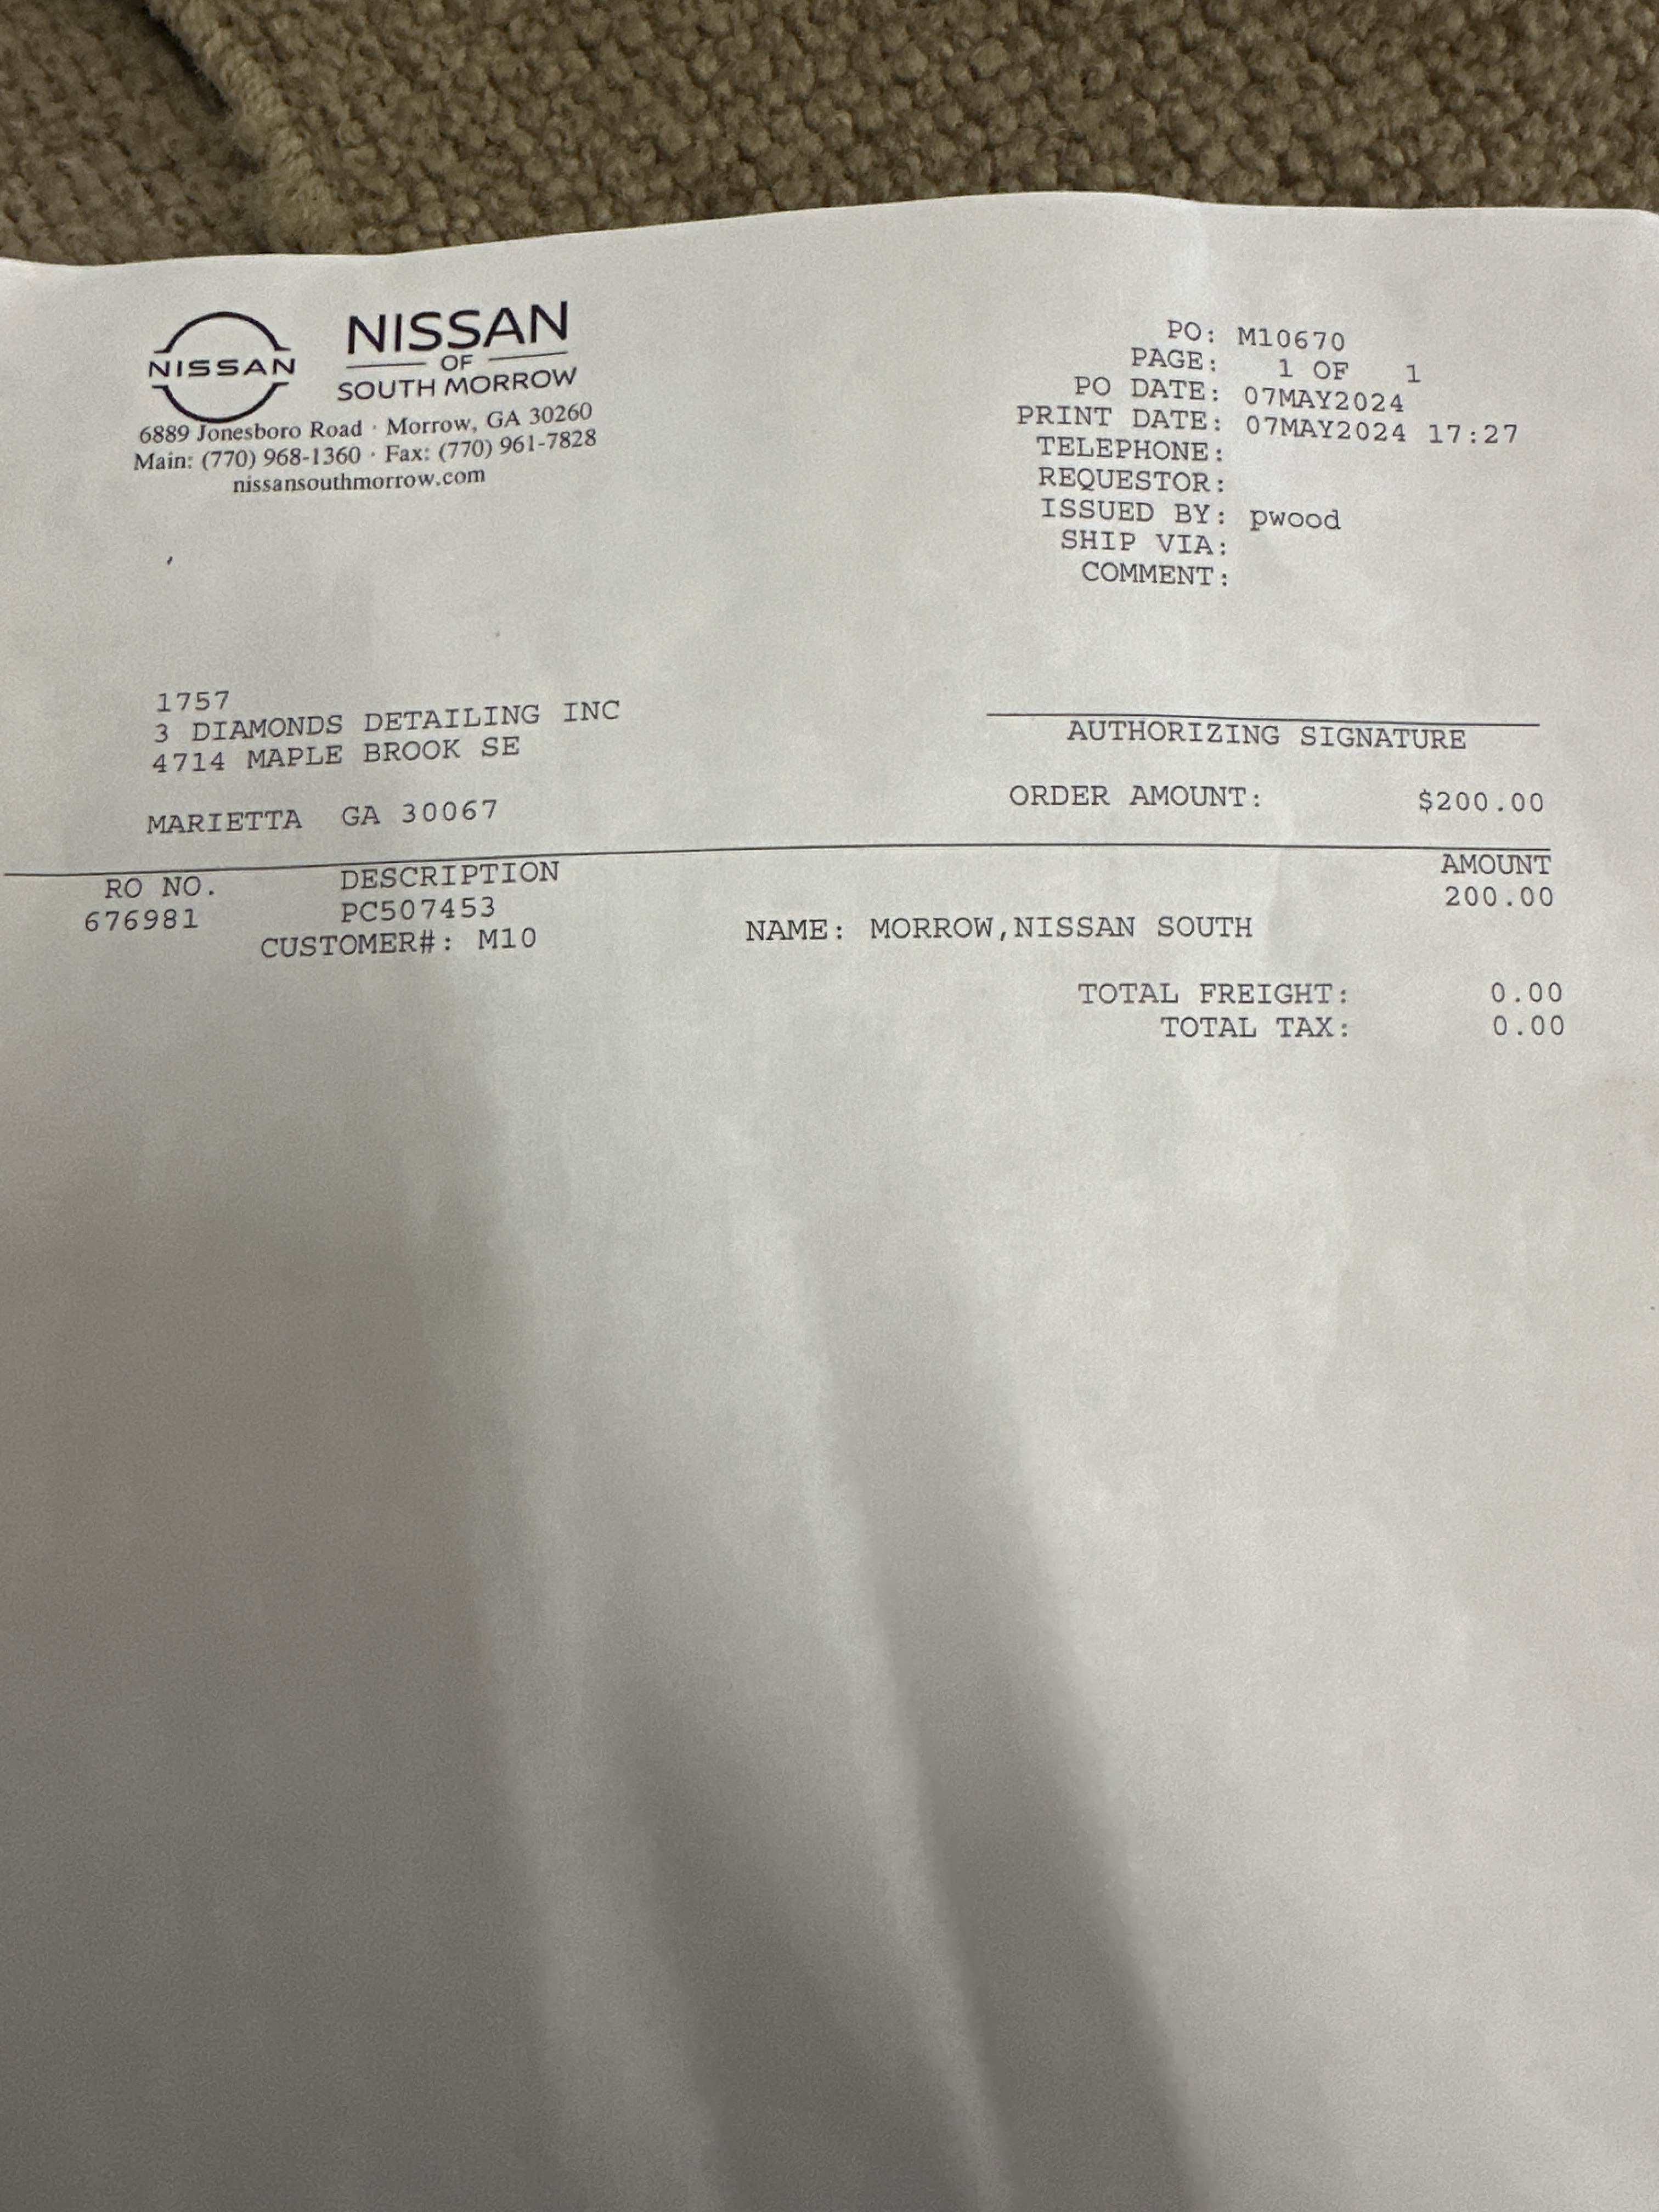 NISSAN
NISSAN
OF
SOUTH MORROW
6889 Jonesboro Road · Morrow, GA 30260
Main: (770) 968-1360 · Fax: (770) 961-7828
nissansouthmorrow.com
PO: M10670
PAGE: 1 OF 1
PO DATE: 07MAY2024
PRINT DATE: 07MAY2024 17:27
TELEPHONE:
REQUESTOR:
ISSUED BY: pwood
SHIP VIA:
COMMENT:
1757
3 DIAMONDS DETAILING INC
4714 MAPLE BROOK SE
MARIETTA GA 30067
AUTHORIZING SIGNATURE
ORDER AMOUNT: $200.00
RO NO. DESCRIPTION AMOUNT
676981 PC507453 200.00
CUSTOMER#: M10 NAME: MORROW,NISSAN SOUTH
TOTAL FREIGHT: 0.00
TOTAL TAX: 0.00